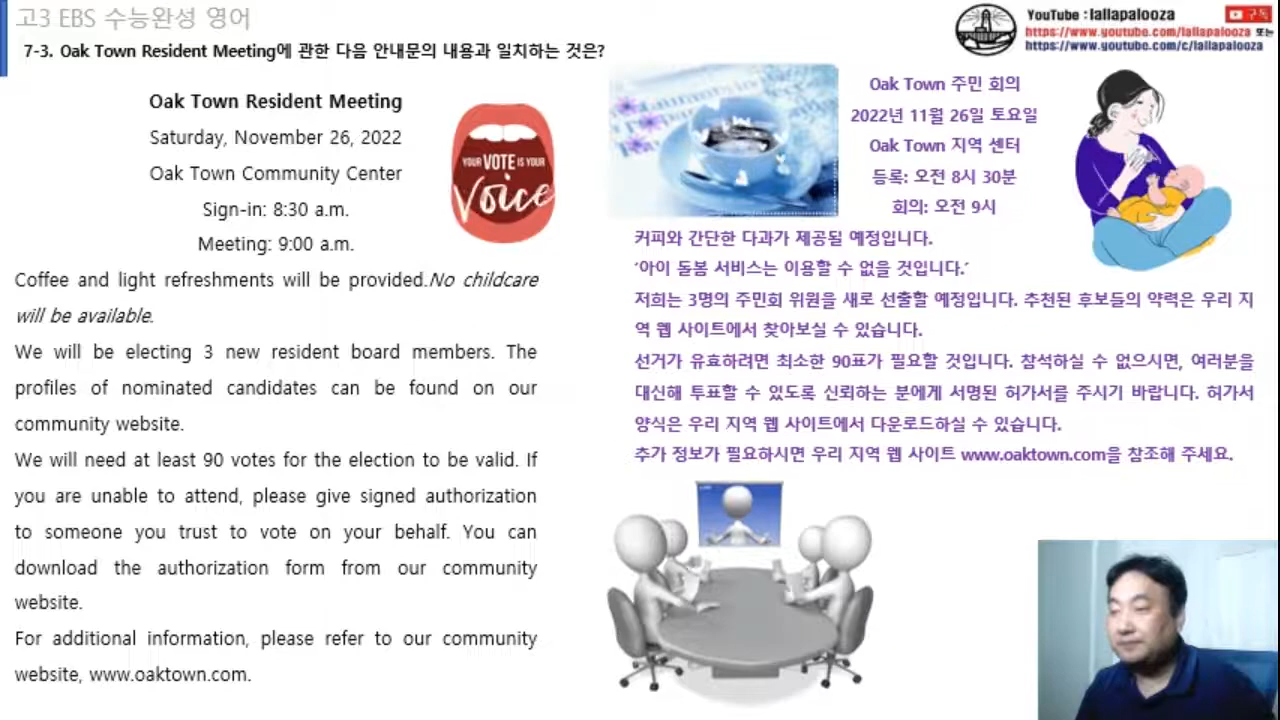 고3 EBS 수능완성 영어
7-3. Oak Town Resident Meeting에 관한 다음 안내문의 내용과 일치하는 것은?
YouTube : lallapalooza
구독
https://www.youtube.com/lallapalooza 또는
https://www.youtube.com/c/lallapalooza
Oak Town Resident Meeting
Saturday, November 26, 2022
Oak Town Community Center
Sign-in: 8:30 a.m.
Meeting: 9:00 a.m.
YOUR VOTE IS YOUR
Voice
Coffee and light refreshments will be provided.No childcare
will be available.
We will be electing 3 new resident board members. The
profiles of nominated candidates can be found on our
community website.
We will need at least 90 votes for the election to be valid. If
you are unable to attend, please give signed authorization
to someone you trust to vote on your behalf. You can
download the authorization form from our community
website.
For additional information, please refer to our community
website, www.oaktown.com.
Oak Town 주민 회의
2022년 11월 26일 토요일
Oak Town 지역 센터
등록: 오전 8시 30분
회의: 오전 9시
커피와 간단한 다과가 제공될 예정입니다.
‘아이 돌봄 서비스는 이용할 수 없을 것입니다.’
저희는 3명의 주민회 위원을 새로 선출할 예정입니다. 추천된 후보들의 약력은 우리 지
역 웹 사이트에서 찾아보실 수 있습니다.
선거가 유효하려면 최소한 90표가 필요할 것입니다. 참석하실 수 없으시면, 여러분을
대신해 투표할 수 있도록 신뢰하는 분에게 서명된 허가서를 주시기 바랍니다. 허가서
양식은 우리 지역 웹 사이트에서 다운로드하실 수 있습니다.
추가 정보가 필요하시면 우리 지역 웹 사이트 www.oaktown.com을 참조해 주세요.